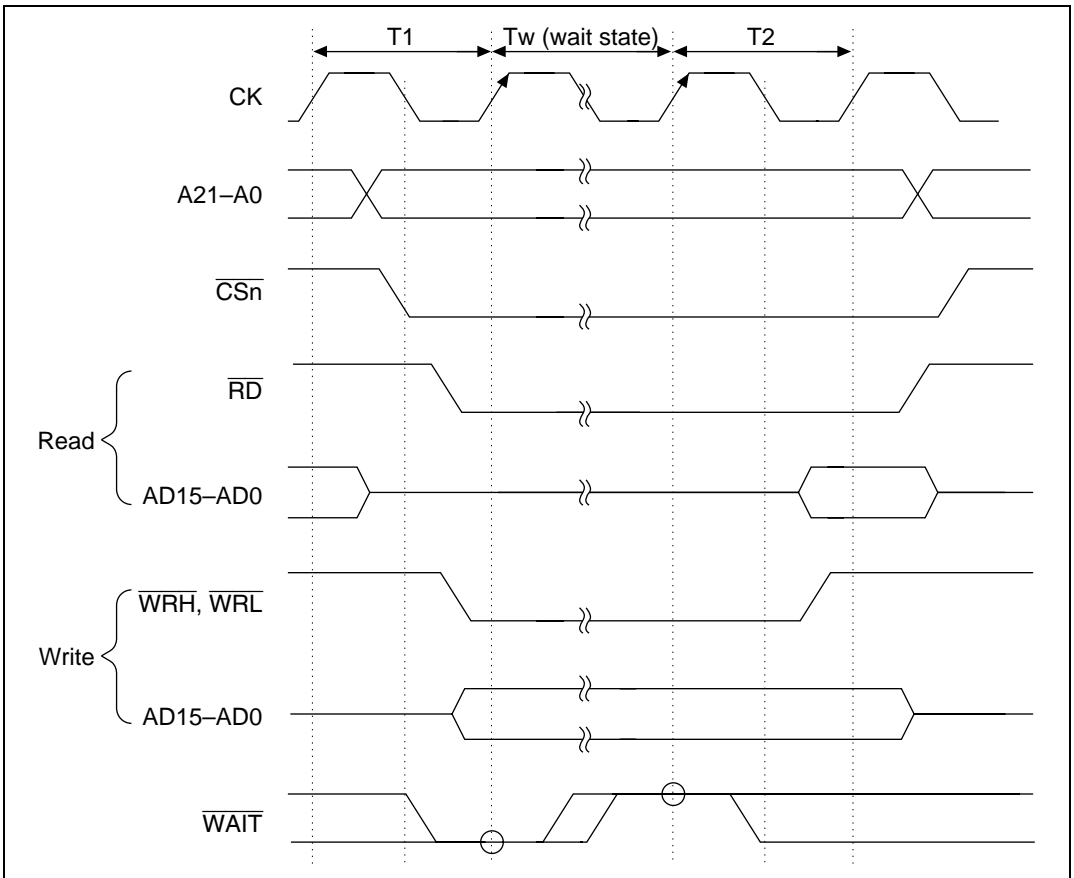 T1 Tw (wait state) T2
CK
A21–A0
CSn
RD
Read
AD15–AD0
WRH, WRL
Write
AD15–AD0
WAIT